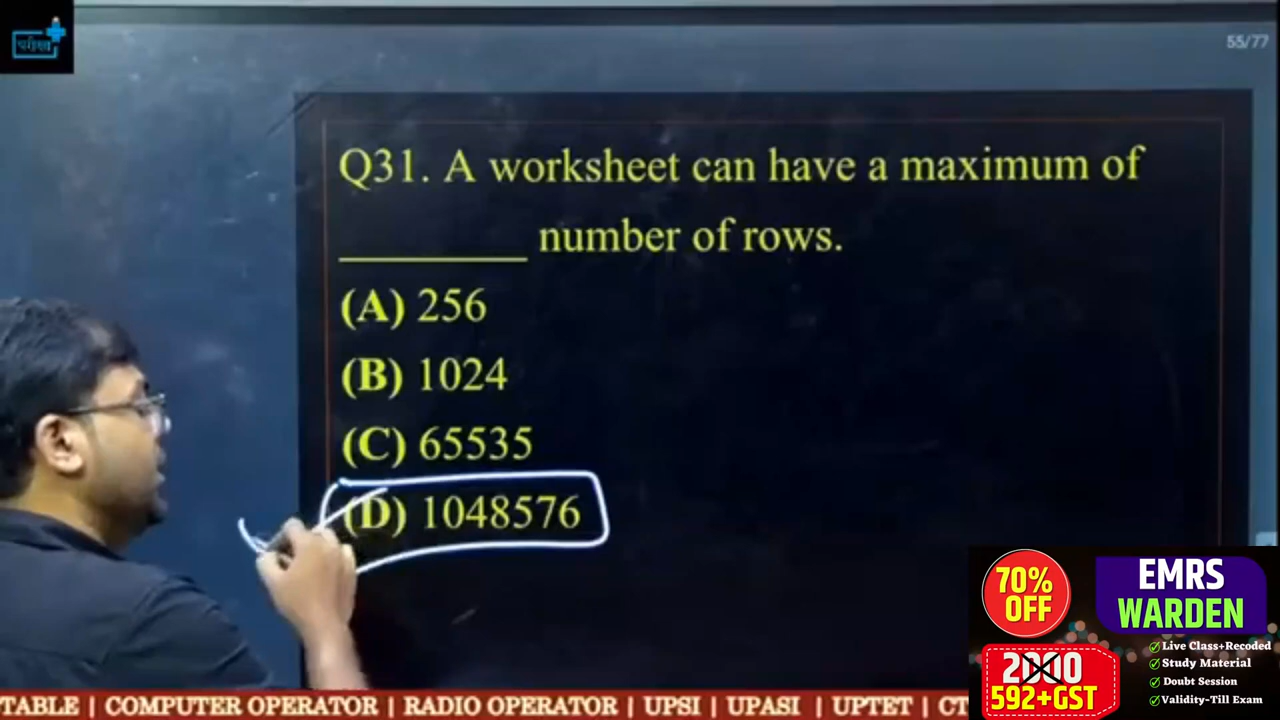 परीक्षा
55/77
Q31. A worksheet can have a maximum of
________ number of rows.
(A) 256
(B) 1024
(C) 65535
(D) 1048576
70%
OFF
EMRS
WARDEN
2000
592+GST
Live Class+Recoded
Study Material
Doubt Session
Validity-Till Exam
TABLE | COMPUTER OPERATOR | RADIO OPERATOR | UPSI | UPASI | UPTET | CT